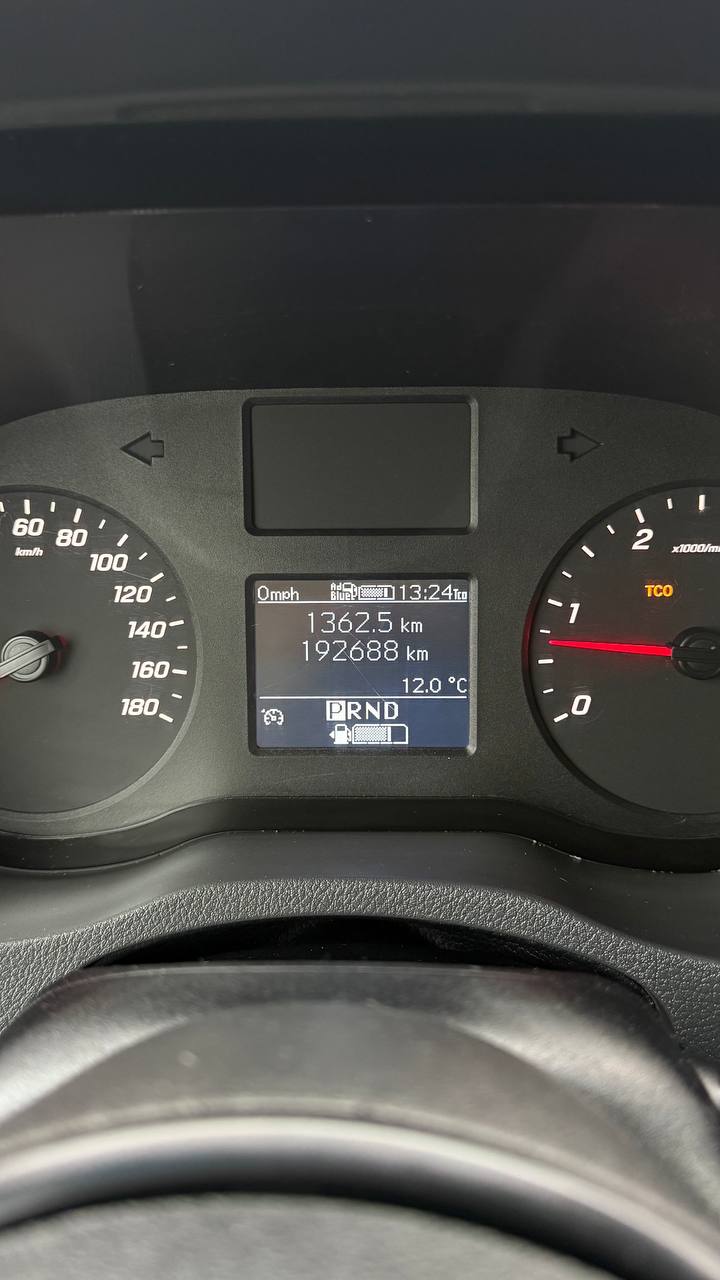 60
80
km/h
100
120
140
160
180
0mph Ad Blue 13:24 Tco
1362.5 km
192688 km
12.0 °C
PRND
2
x1000/mi
TCO
1
0